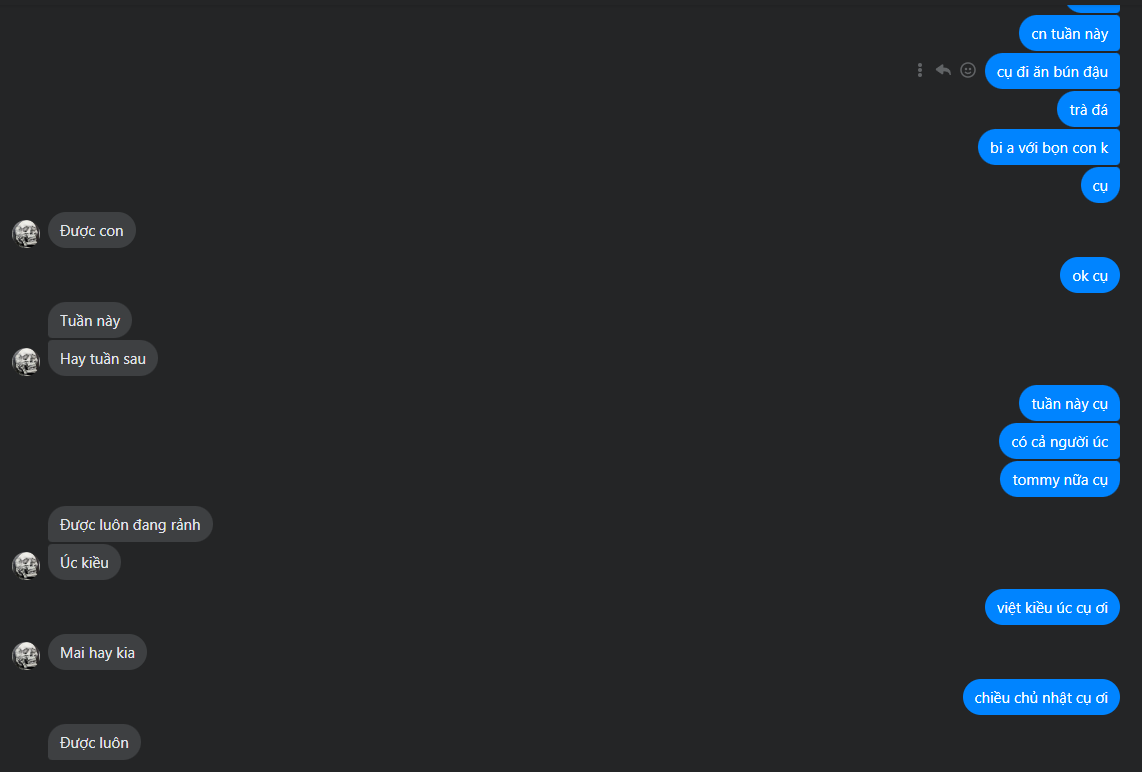 cn tuần này
cụ đi ăn bún đậu
trà đá
bi a với bọn con k
cụ
Được con
ok cụ
Tuần này
Hay tuần sau
tuần này cụ
có cả người úc
tommy nữa cụ
Được luôn đang rảnh
Úc kiều
việt kiều úc cụ ơi
Mai hay kia
chiều chủ nhật cụ ơi
Được luôn